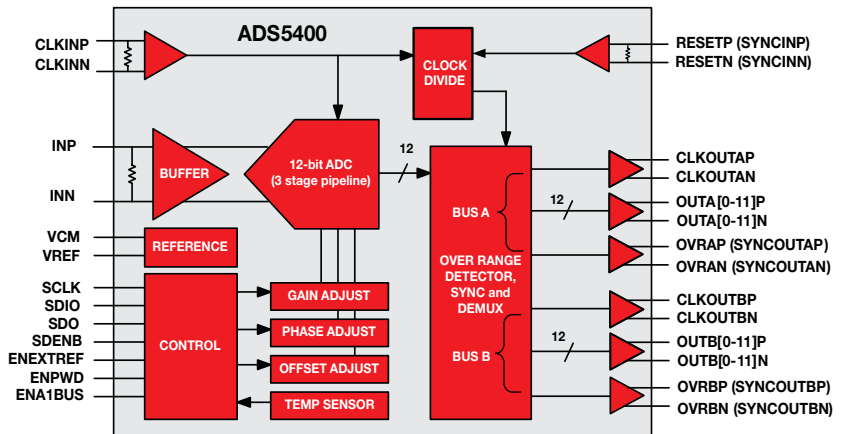 ADS5400
CLKINP
CLKINN
CLOCK
DIVIDE
RESETP (SYNCINP)
RESETN (SYNCINN)
INP
INN
BUFFER
12-bit ADC
(3 stage pipeline)
12
VCM
VREF
REFERENCE
SCLK
SDIO
SDO
SDENB
ENEXTREF
ENPWD
ENA1BUS
CONTROL
GAIN ADJUST
PHASE ADJUST
OFFSET ADJUST
TEMP SENSOR
BUS A
OVER RANGE
DETECTOR,
SYNC and
DEMUX
BUS B
12
12
CLKOUTAP
CLKOUTAN
OUTA[0-11]P
OUTA[0-11]N
OVRAP (SYNCOUTAP)
OVRAN (SYNCOUTAN)
CLKOUTBP
CLKOUTBN
OUTB[0-11]P
OUTB[0-11]N
OVRBP (SYNCOUTBP)
OVRBN (SYNCOUTBN)